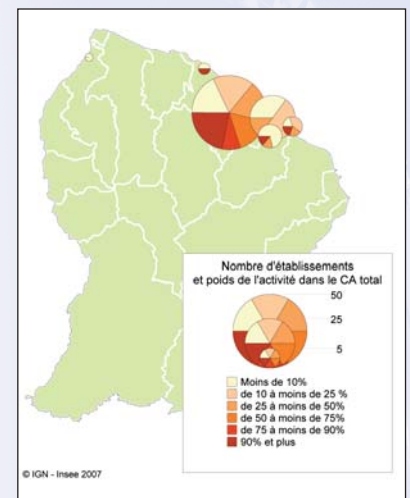 Nombre d'établissements
et poids de l'activité dans le CA total
50
25
5
Moins de 10%
de 10 à moins de 25 %
de 25 à moins de 50%
de 50 à moins de 75%
de 75 à moins de 90%
90% et plus
© IGN - Insee 2007